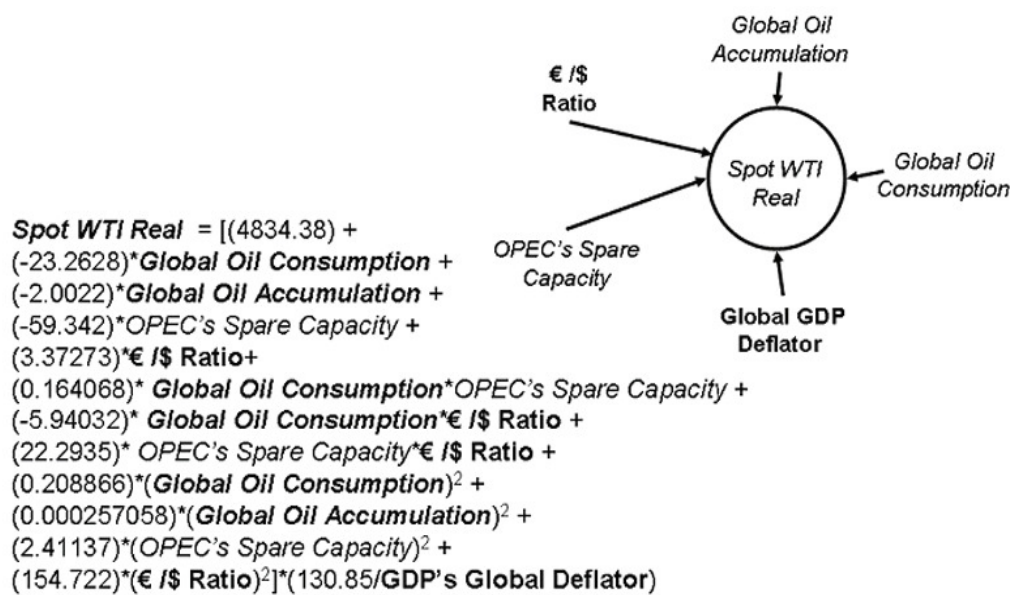 Global Oil
Accumulation
€ /$
Ratio
Spot WTI
Real
Global Oil
Consumption
OPEC's Spare
Capacity
Global GDP
Deflator
Spot WTI Real = [(4834.38) +
(-23.2628)*Global Oil Consumption +
(-2.0022)*Global Oil Accumulation +
(-59.342)*OPEC's Spare Capacity +
(3.37273)*€ /$ Ratio+
(0.164068)* Global Oil Consumption*OPEC's Spare Capacity +
(-5.94032)* Global Oil Consumption*€ /$ Ratio +
(22.2935)* OPEC's Spare Capacity*€ /$ Ratio +
(0.208866)*(Global Oil Consumption)² +
(0.000257058)*(Global Oil Accumulation)² +
(2.41137)*(OPEC's Spare Capacity)² +
(154.722)*(€ /$ Ratio)²]*(130.85/GDP's Global Deflator)